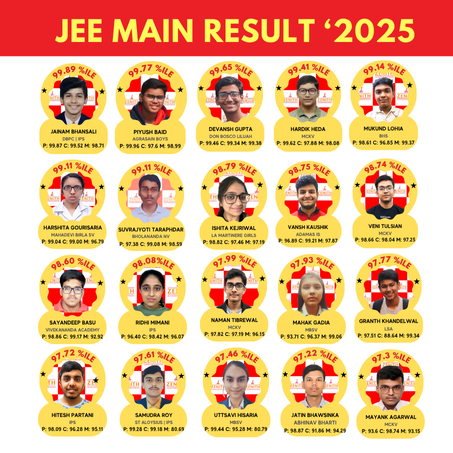 JEE MAIN RESULT ‘2025
99.89 %ILE
JAINAM BHANSALI
DRPC | IPS
P: 99.87 C: 99.52 M: 98.71
99.77 %ILE
PIYUSH BAID
AGRASAIN BOYS
P: 99.96 C: 97.6 M: 98.99
99.65 %ILE
DEVANSH GUPTA
DON BOSCO LILUAH
P: 99.46 C: 99.34 M: 99.38
99.41 %ILE
HARDIK HEDA
MCKV
P: 99.62 C: 97.88 M: 98.08
99.14 %ILE
MUKUND LOHIA
BHS
P: 98.61 C: 96.85 M: 99.37
99.11 %ILE
HARSHITA GOURISARIA
MAHADEVI BIRLA SV
P: 99.04 C: 99.00 M: 96.79
99.11 %ILE
SUVRAJYOTI TARAPHDAR
BHOLANANDA RV
P: 97.38 C: 99.08 M: 98.59
98.79 %ILE
ISHITA KEJRIWAL
LA MARTINERE GIRLS
P: 98.82 C: 97.46 M: 97.19
98.75 %ILE
VANSH KAUSHIK
ADAMAS IS
P: 96.89 C: 99.21 M: 97.87
98.74 %ILE
VENI TULSIAN
MCKV
P: 98.66 C: 98.04 M: 97.25
98.60 %ILE
SAYANDEEP BASU
VIVEKANANDA ACADEMY
P: 98.86 C: 99.17 M: 92.92
98.08%ILE
RIDHI MIMANI
IPS
P: 96.40 C: 98.42 M: 96.07
97.99 %ILE
NAMAN TIBREWAL
MCKV
P: 97.82 C: 97.19 M: 96.15
97.93 %ILE
MAHAK GADIA
MBSV
P: 93.71 C: 96.37 M: 99.06
97.77 %ILE
GRANTH KHANDELWAL
LSA
P: 97.51 C: 88.64 M: 99.34
97.72 %ILE
HITESH PARTANI
IPS
P: 98.09 C: 96.28 M: 95.11
97.61 %ILE
SAMUDRA ROY
ST ALOYSIUS | IPS
P: 99.28 C: 99.18 M: 80.69
97.46 %ILE
UTTSAVI HISARIA
MBSV
P: 99.44 C: 95.28 M: 80.79
97.22 %ILE
JATIN BHAWSINKA
ABHINAV BHARTI
P: 98.87 C: 91.86 M: 94.29
97.3 %ILE
MAYANK AGARWAL
MCKV
P: 93.6 C: 98.74 M: 93.15